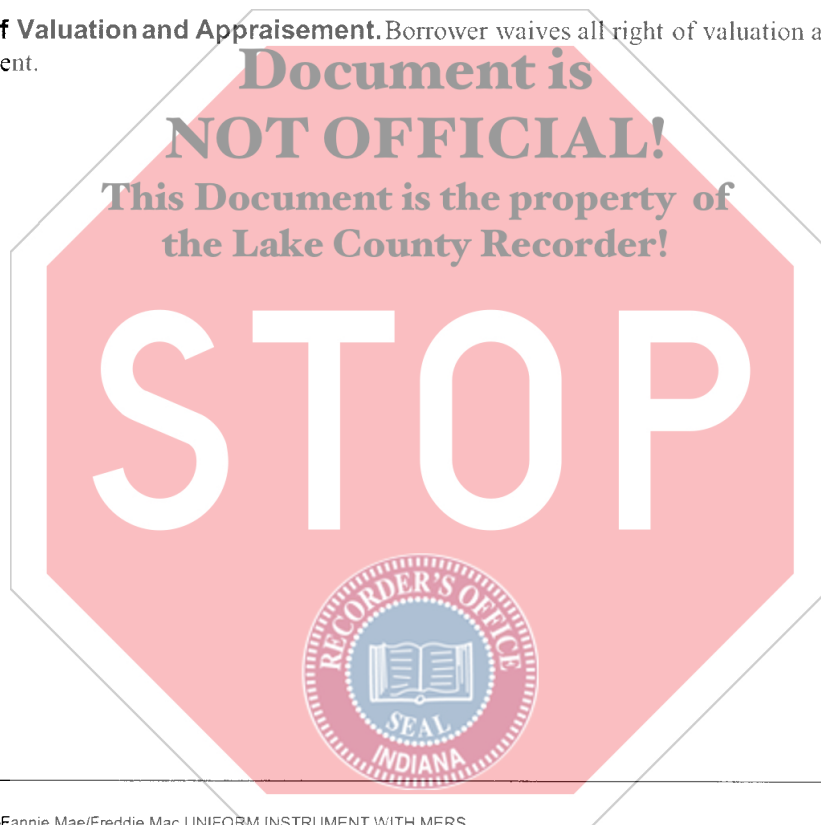 f Valuation and Appraisement. Borrower waives all right of valuation a
ent.
Document is
NOT OFFICIAL!
This Document is the property of
the Lake County Recorder!
STOP
RECORDER'S OFFICE
SEAL
INDIANA
Fannie Mae/Freddie Mac UNIFORM INSTRUMENT WITH MERS